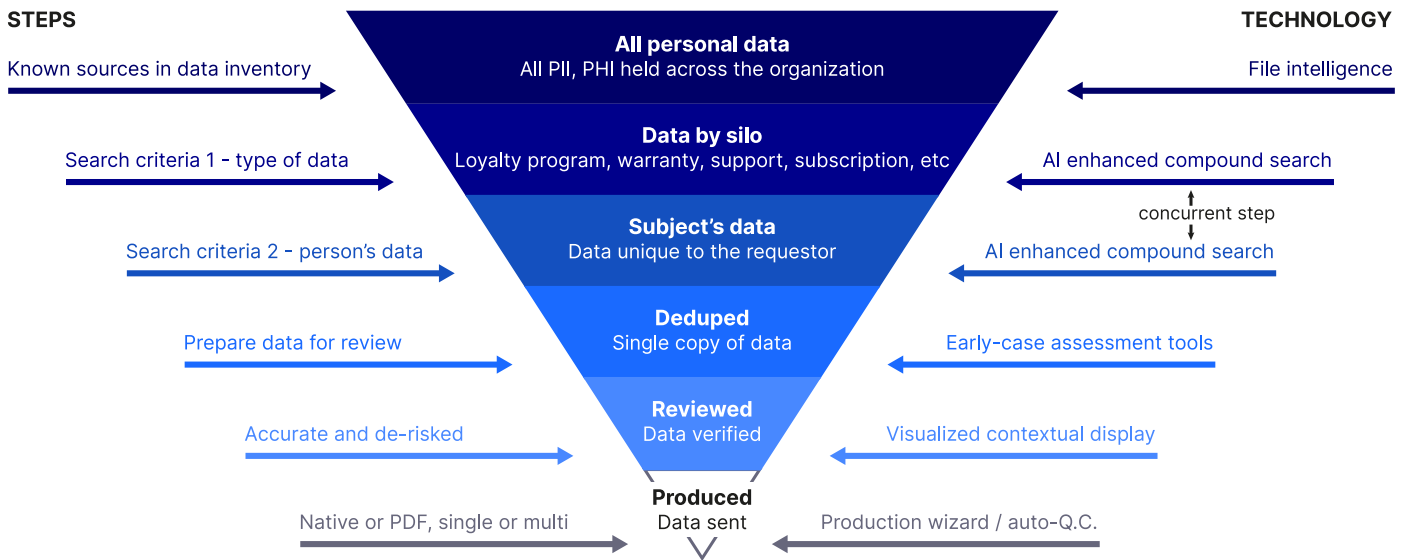 STEPS
TECHNOLOGY
All personal data
All PII, PHI held across the organization
Known sources in data inventory
File intelligence
Data by silo
Loyalty program, warranty, support, subscription, etc
Search criteria 1 - type of data
AI enhanced compound search
concurrent step
Subject's data
Data unique to the requestor
Search criteria 2 - person's data
AI enhanced compound search
Deduped
Single copy of data
Prepare data for review
Early-case assessment tools
Reviewed
Data verified
Accurate and de-risked
Visualized contextual display
Produced
Data sent
Native or PDF, single or multi
Production wizard / auto-Q.C.